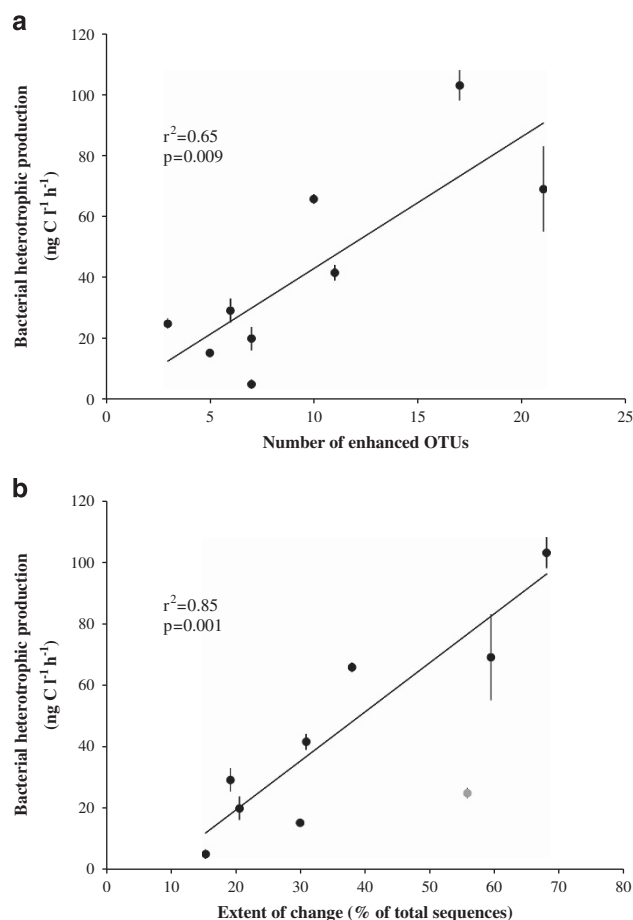 a
120
100
80
60
40
20
0
r²=0.65
p=0.009
Bacterial heterotrophic production
(ng C l⁻¹ h⁻¹)
0 5 10 15 20 25
Number of enhanced OTUs
b
120
100
80
60
40
20
0
r²=0.85
p=0.001
Bacterial heterotrophic production
(ng C l⁻¹ h⁻¹)
0 10 20 30 40 50 60 70 80
Extent of change (% of total sequences)